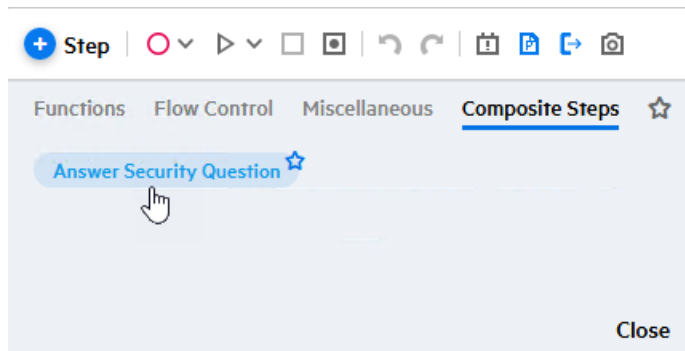 Step
Functions Flow Control Miscellaneous Composite Steps
Answer Security Question
Close